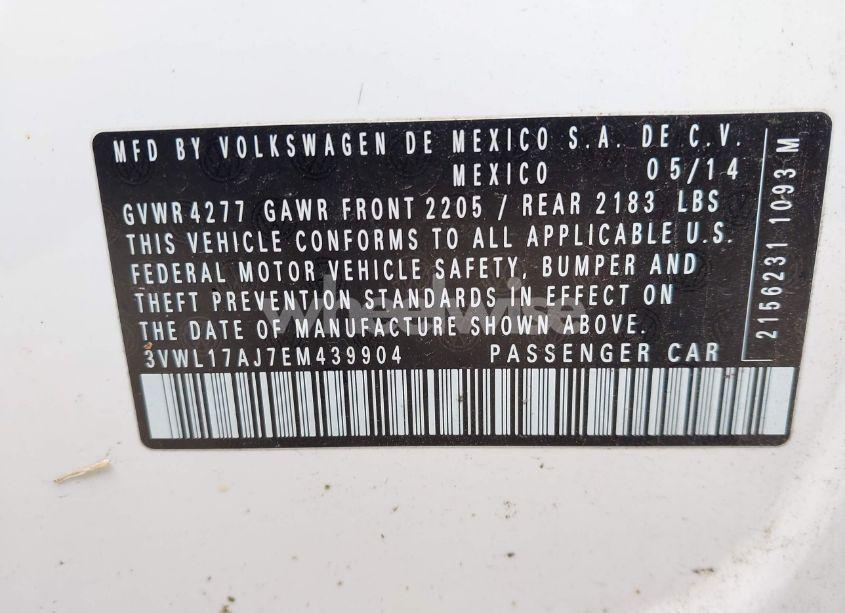 MFD BY VOLKSWAGEN DE MEXICO S.A. DE C.V.
MEXICO 05/14
GVWR 4277 GAWR FRONT 2205 / REAR 2183 LBS
THIS VEHICLE CONFORMS TO ALL APPLICABLE U.S.
FEDERAL MOTOR VEHICLE SAFETY, BUMPER AND
THEFT PREVENTION STANDARDS IN EFFECT ON
THE DATE OF MANUFACTURE SHOWN ABOVE.
3VWL17AJ7EM439904 PASSENGER CAR
2156231 1093 M
wheelwise